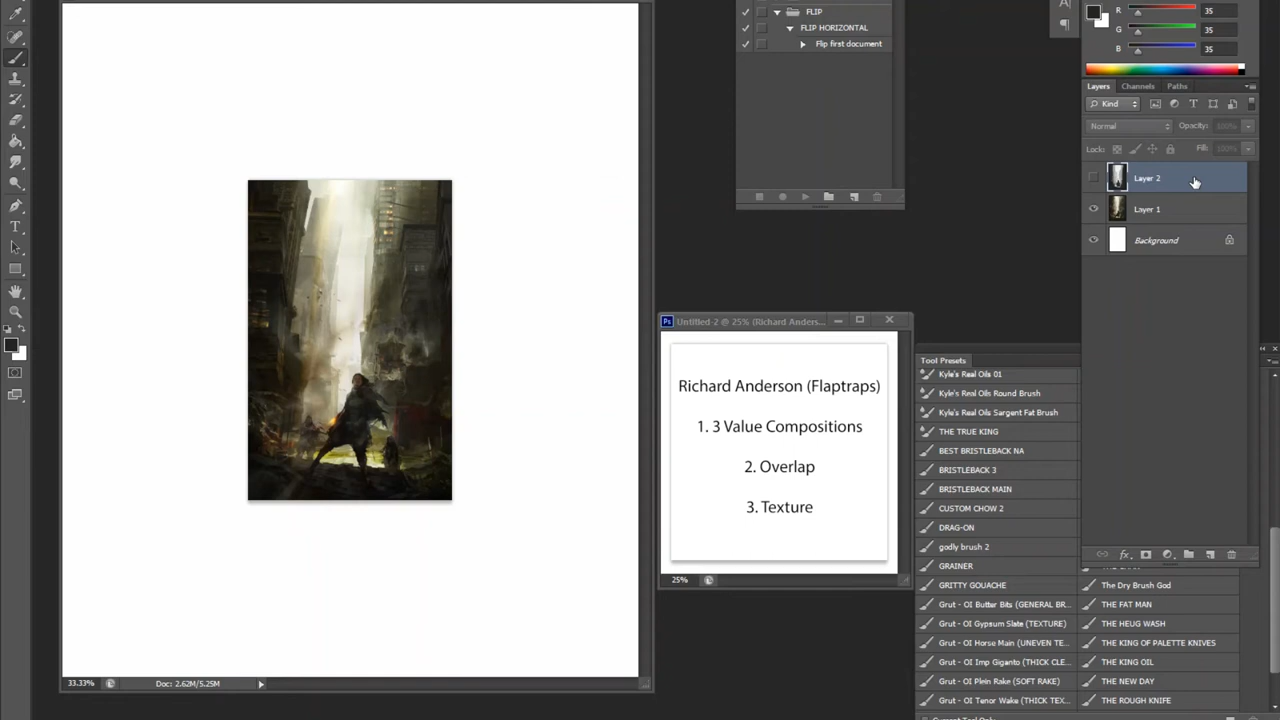 FLIP
FLIP HORIZONTAL
Flip first document
R 35
G 35
B 35
Layers Channels Paths
Kind
Normal Opacity: 100%
Lock: Fill: 100%
Layer 2
Layer 1
Background
Untitled-2 @ 25% (Richard Anders...
Richard Anderson (Flaptraps)
1. 3 Value Compositions
2. Overlap
3. Texture
25%
Tool Presets
Kyle's Real Oils 01
Kyle's Real Oils Round Brush
Kyle's Real Oils Sargent Fat Brush
THE TRUE KING
BEST BRISTLEBACK NA
BRISTLEBACK 3
BRISTLEBACK MAIN
CUSTOM CHOW 2
DRAG-ON
godly brush 2
GRAINER
GRITTY GOUACHE The Dry Brush God
Grut - OI Butter Bits (GENERAL BR... THE FAT MAN
Grut - OI Gypsum Slate (TEXTURE) THE HEUG WASH
Grut - OI Horse Main (UNEVEN TE... THE KING OF PALETTE KNIVES
Grut - OI Imp Giganto (THICK CLE... THE KING OIL
Grut - OI Plein Rake (SOFT RAKE) THE NEW DAY
Grut - OI Tenor Wake (THICK TEX... THE ROUGH KNIFE
Current Tool Only
33.33% Doc: 2.62M/5.25M